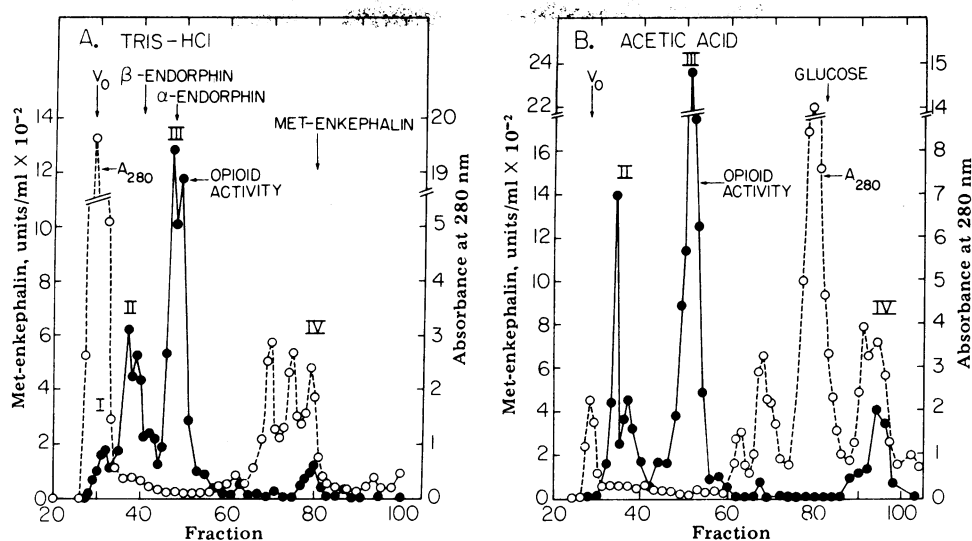 A. TRIS-HCl
V₀
β-ENDORPHIN
α-ENDORPHIN
III
MET-ENKEPHALIN
A₂₈₀
OPIOID
ACTIVITY
II
I
IV
14
12
10
8
6
4
2
0
20
19
5
4
3
2
1
0
20
40
60
80
100
Met-enkephalin, units/ml X 10⁻²
Absorbance at 280 nm
Fraction
B. ACETIC ACID
V₀
III
GLUCOSE
II
OPIOID
ACTIVITY
A₂₈₀
IV
24
22
16
14
12
10
8
6
4
2
0
15
14
8
7
6
5
4
3
2
1
0
20
40
60
80
100
Met-enkephalin, units/ml X 10⁻²
Absorbance at 280 nm
Fraction